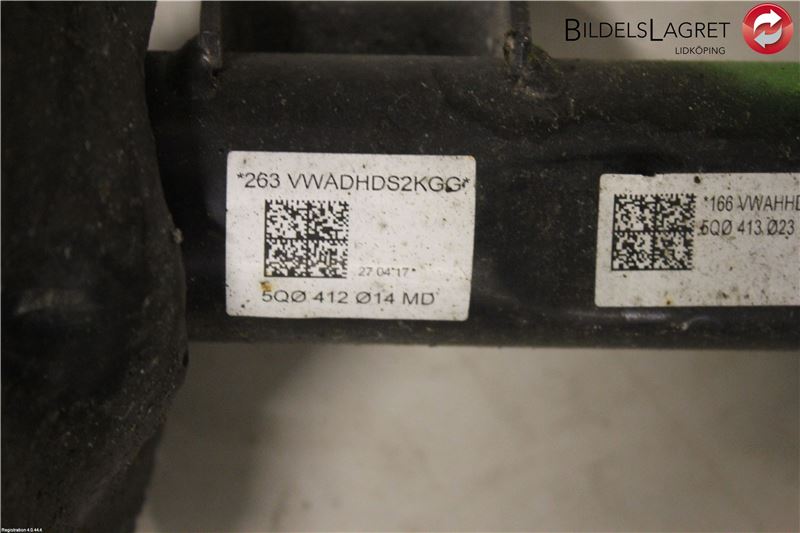 BILDELSLAGRET
LIDKÖPING
*263 VWADHDS2KGG*
27 04 17*
5QØ 412 Ø14 MD
*166 VWAHHD
5QØ 413 Ø23
Registration 4.0.44.4